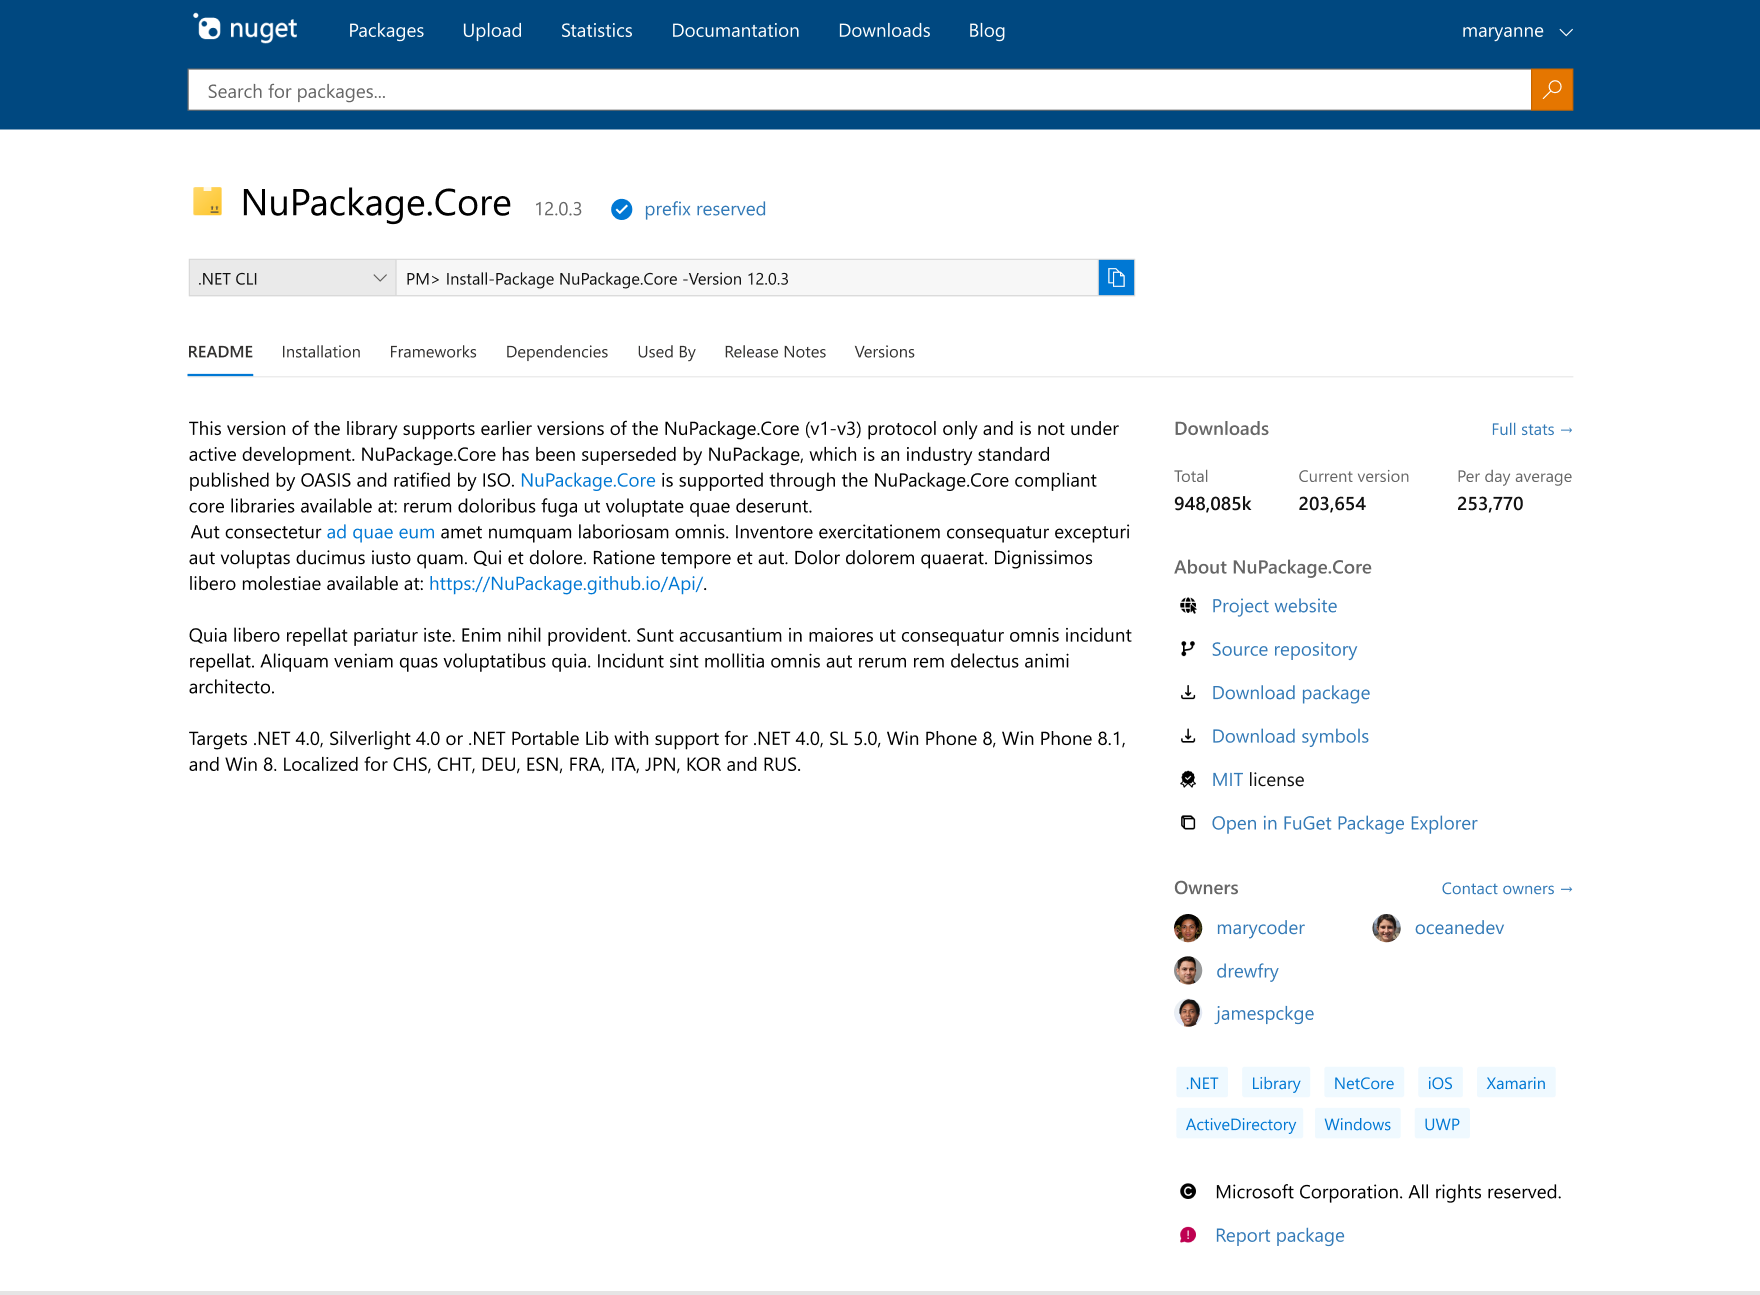 nuget Packages Upload Statistics Documantation Downloads Blog maryanne
Search for packages...
NuPackage.Core 12.0.3 prefix reserved
.NET CLI PM> Install-Package NuPackage.Core -Version 12.0.3
README Installation Frameworks Dependencies Used By Release Notes Versions
This version of the library supports earlier versions of the NuPackage.Core (v1-v3) protocol only and is not under
active development. NuPackage.Core has been superseded by NuPackage, which is an industry standard
published by OASIS and ratified by ISO. NuPackage.Core is supported through the NuPackage.Core compliant
core libraries available at: rerum doloribus fuga ut voluptate quae deserunt.
Aut consectetur ad quae eum amet numquam laboriosam omnis. Inventore exercitationem consequatur excepturi
aut voluptas ducimus iusto quam. Qui et dolore. Ratione tempore et aut. Dolor dolorem quaerat. Dignissimos
libero molestiae available at: https://NuPackage.github.io/Api/.
Quia libero repellat pariatur iste. Enim nihil provident. Sunt accusantium in maiores ut consequatur omnis incidunt
repellat. Aliquam veniam quas voluptatibus quia. Incidunt sint mollitia omnis aut rerum rem delectus animi
architecto.
Targets .NET 4.0, Silverlight 4.0 or .NET Portable Lib with support for .NET 4.0, SL 5.0, Win Phone 8, Win Phone 8.1,
and Win 8. Localized for CHS, CHT, DEU, ESN, FRA, ITA, JPN, KOR and RUS.
Downloads Full stats →
Total Current version Per day average
948,085k 203,654 253,770
About NuPackage.Core
Project website
Source repository
Download package
Download symbols
MIT license
Open in FuGet Package Explorer
Owners Contact owners →
marycoder oceanedev
drewfry
jamespckge
.NET Library NetCore iOS Xamarin
ActiveDirectory Windows UWP
Microsoft Corporation. All rights reserved.
Report package